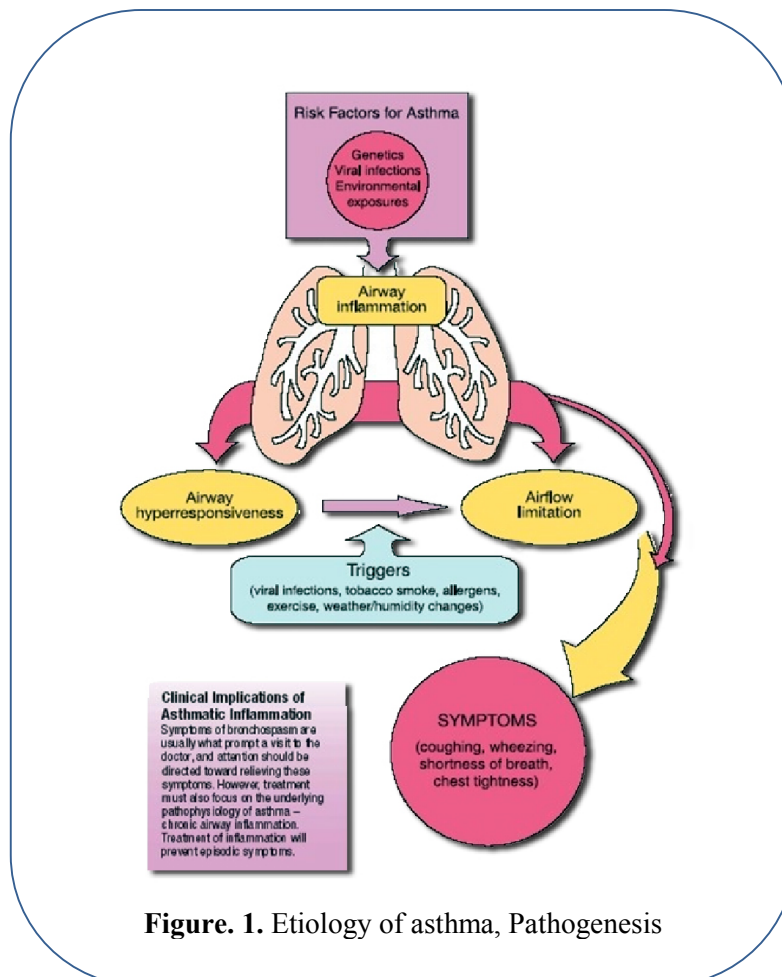 Risk Factors for Asthma
Genetics
Viral infections
Environmental
exposures
Airway
inflammation
Airway
hyperresponsiveness
Airflow
limitation
Triggers
(viral infections, tobacco smoke, allergens,
exercise, weather/humidity changes)
Clinical Implications of
Asthmatic Inflammation
Symptoms of bronchospasm are
usually what prompt a visit to the
doctor, and attention should be
directed toward relieving these
symptoms. However, treatment
must also focus on the underlying
pathophysiology of asthma –
chronic airway inflammation.
Treatment of inflammation will
prevent episodic symptoms.
SYMPTOMS
(coughing, wheezing,
shortness of breath,
chest tightness)
Figure. 1. Etiology of asthma, Pathogenesis